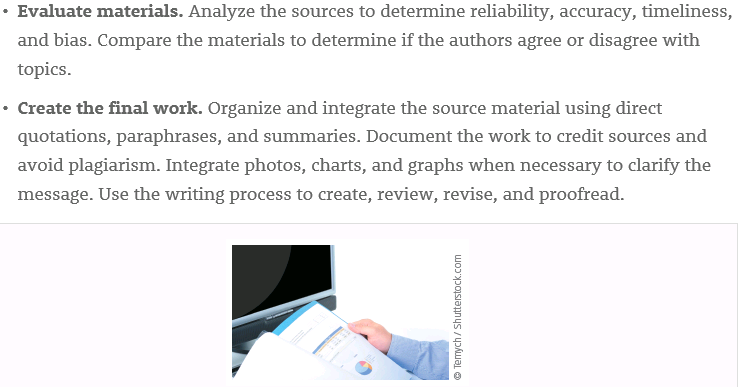 • Evaluate materials. Analyze the sources to determine reliability, accuracy, timeliness,
and bias. Compare the materials to determine if the authors agree or disagree with
topics.
• Create the final work. Organize and integrate the source material using direct
quotations, paraphrases, and summaries. Document the work to credit sources and
avoid plagiarism. Integrate photos, charts, and graphs when necessary to clarify the
message. Use the writing process to create, review, revise, and proofread.
© Temych / Shutterstock.com